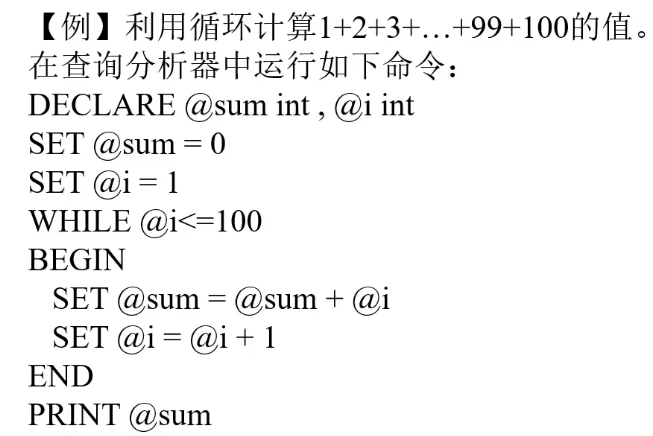 【例】利用循环计算1+2+3+…+99+100的值。
在查询分析器中运行如下命令：
DECLARE @sum int , @i int
SET @sum = 0
SET @i = 1
WHILE @i<=100
BEGIN
SET @sum = @sum + @i
SET @i = @i + 1
END
PRINT @sum